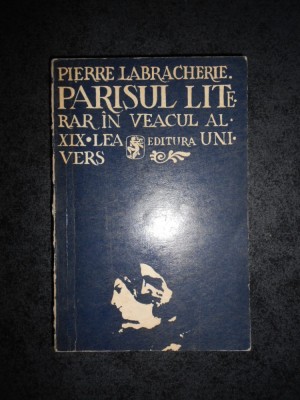 PIERRE LABRACHERIE.
PARISUL LITE-
RAR ÎN VEACUL AL·
XIX·LEA EDITURA UNI-
VERS